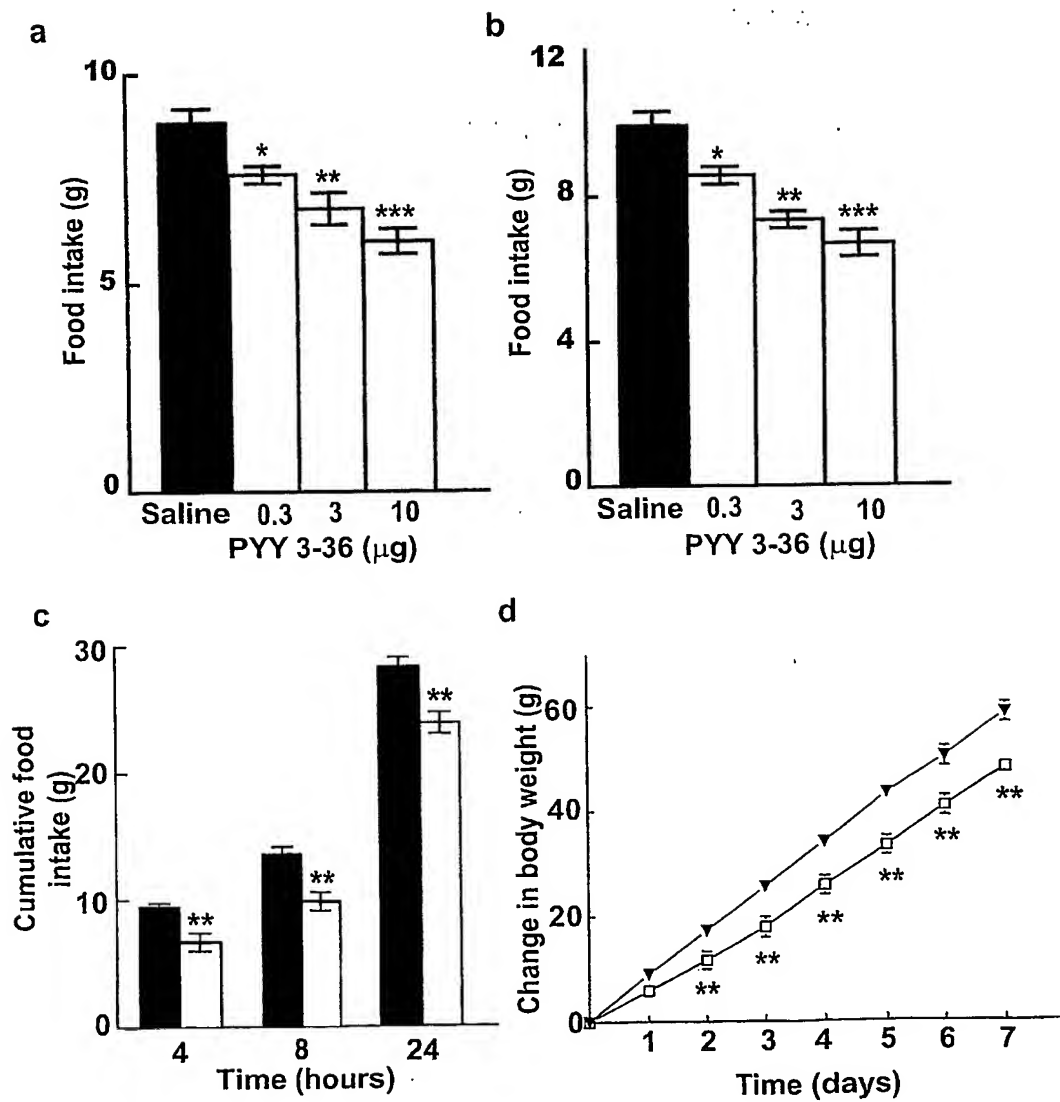 a
10
5
0
Food intake (g)
*
**
***
Saline 0.3 3 10
PYY 3-36 (μg)
b
12
8
4
0
Food intake (g)
*
**
***
Saline 0.3 3 10
PYY 3-36 (μg)
c
30
20
10
0
Cumulative food
intake (g)
**
**
**
4 8 24
Time (hours)
d
60
40
20
0
Change in body weight (g)
**
**
**
**
**
**
1 2 3 4 5 6 7
Time (days)